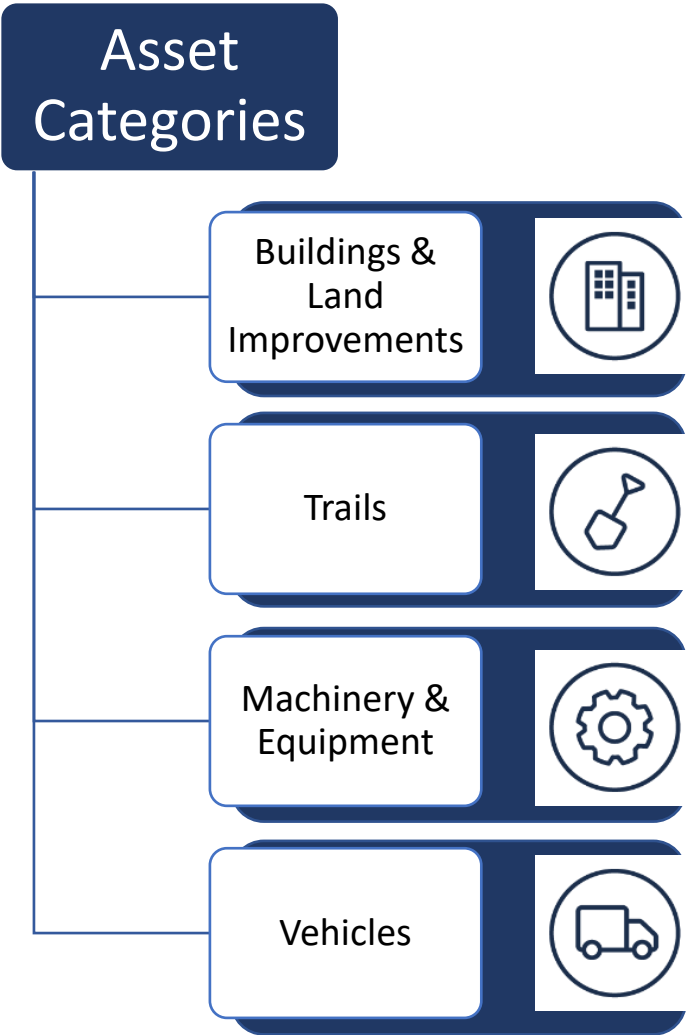 Asset
Categories
Buildings &
Land
Improvements
Trails
Machinery &
Equipment
Vehicles